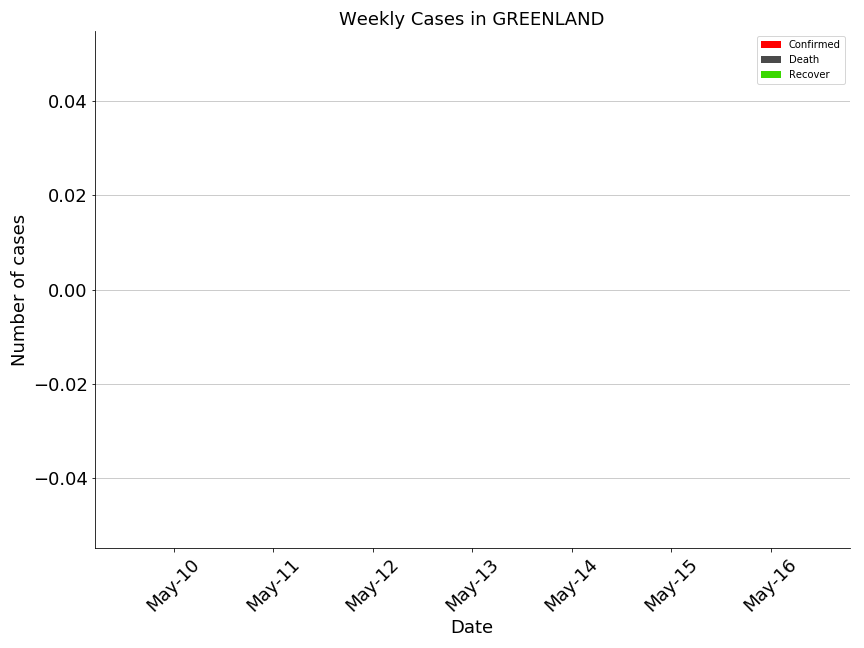 Weekly Cases in GREENLAND
Confirmed
Death
Recover
Number of cases
0.04
0.02
0.00
−0.02
−0.04
May-10
May-11
May-12
May-13
May-14
May-15
May-16
Date